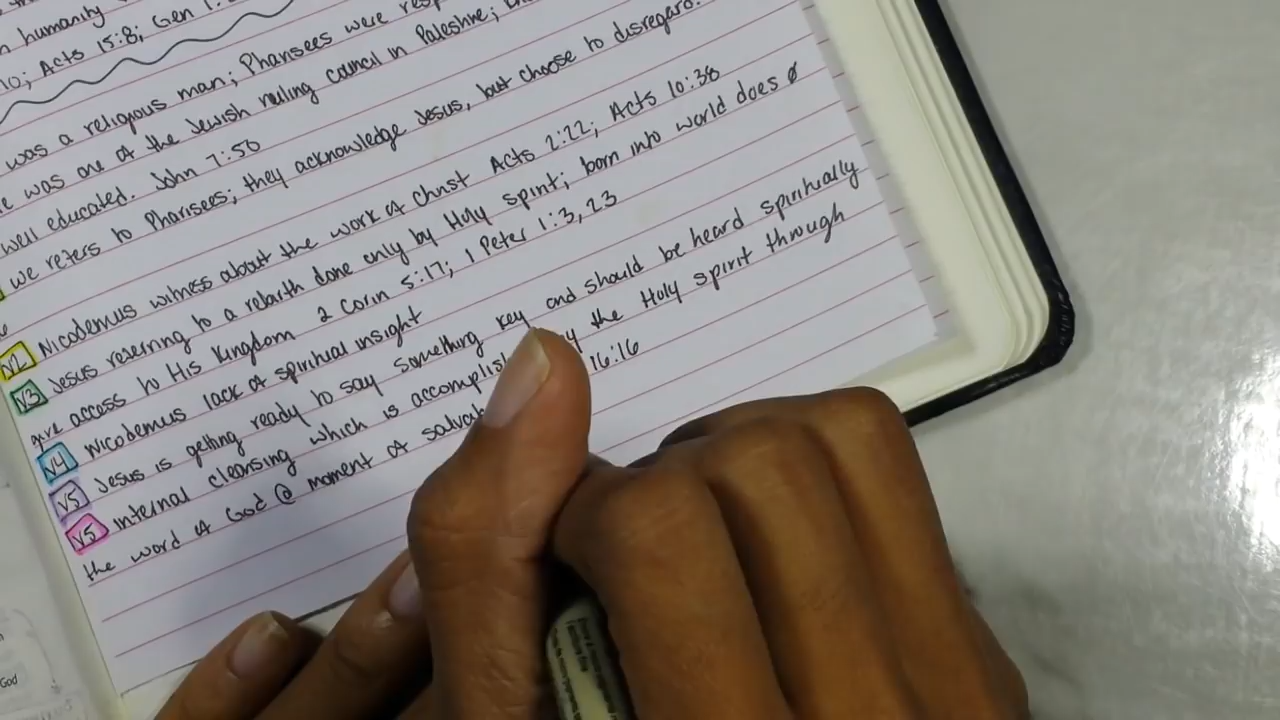 humanity
10; Acts 15:8; Gen 1:
was a religious man; Pharisees were
was one of the Jewish ruling council in Palestine;
well educated. John 7:50
we refers to Pharisees; they acknowledge Jesus, but choose to disregard.
V2 Nicodemus witness about the work of Christ Acts 2:22; Acts 10:38
V3 Jesus referring to a rebirth done only by Holy spirit; born into world does ∅
give access to His Kingdom 2 Corin 5:17; 1 Peter 1:3, 23
V4 Nicodemus lack of spiritual insight
V5 Jesus is getting ready to say something key and should be heard spiritually
V5 Internal cleansing which is accomplish the Holy spirit through
the word of God @ moment of 16:16
God